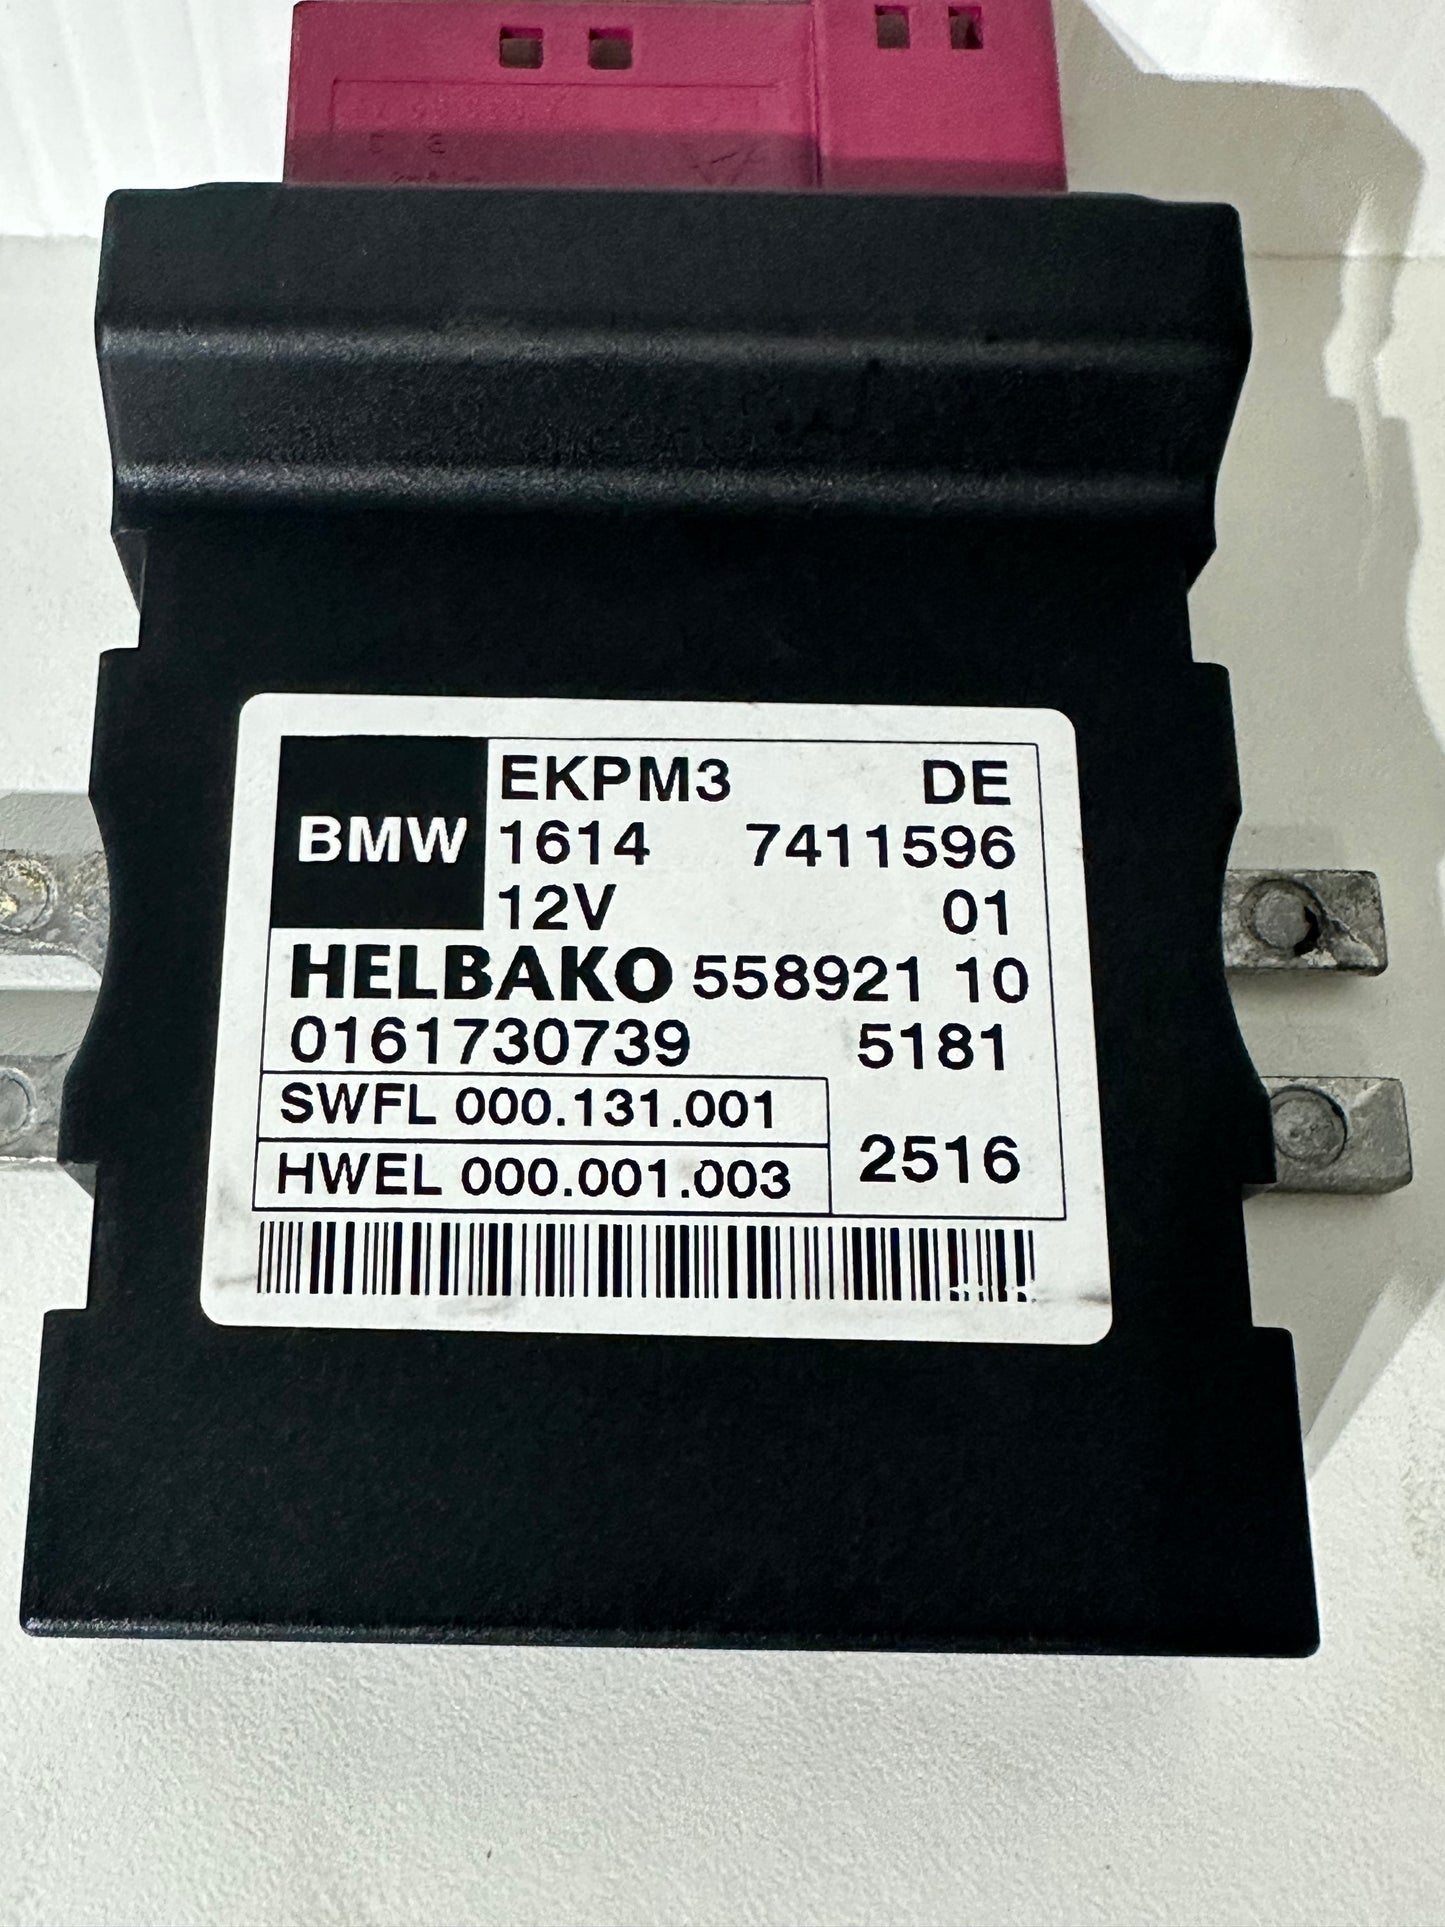 EKPM3 DE
BMW 1614 7411596
12V 01
HELBAKO 558921 10
0161730739 5181
SWFL 000.131.001
2516
HWEL 000.001.003